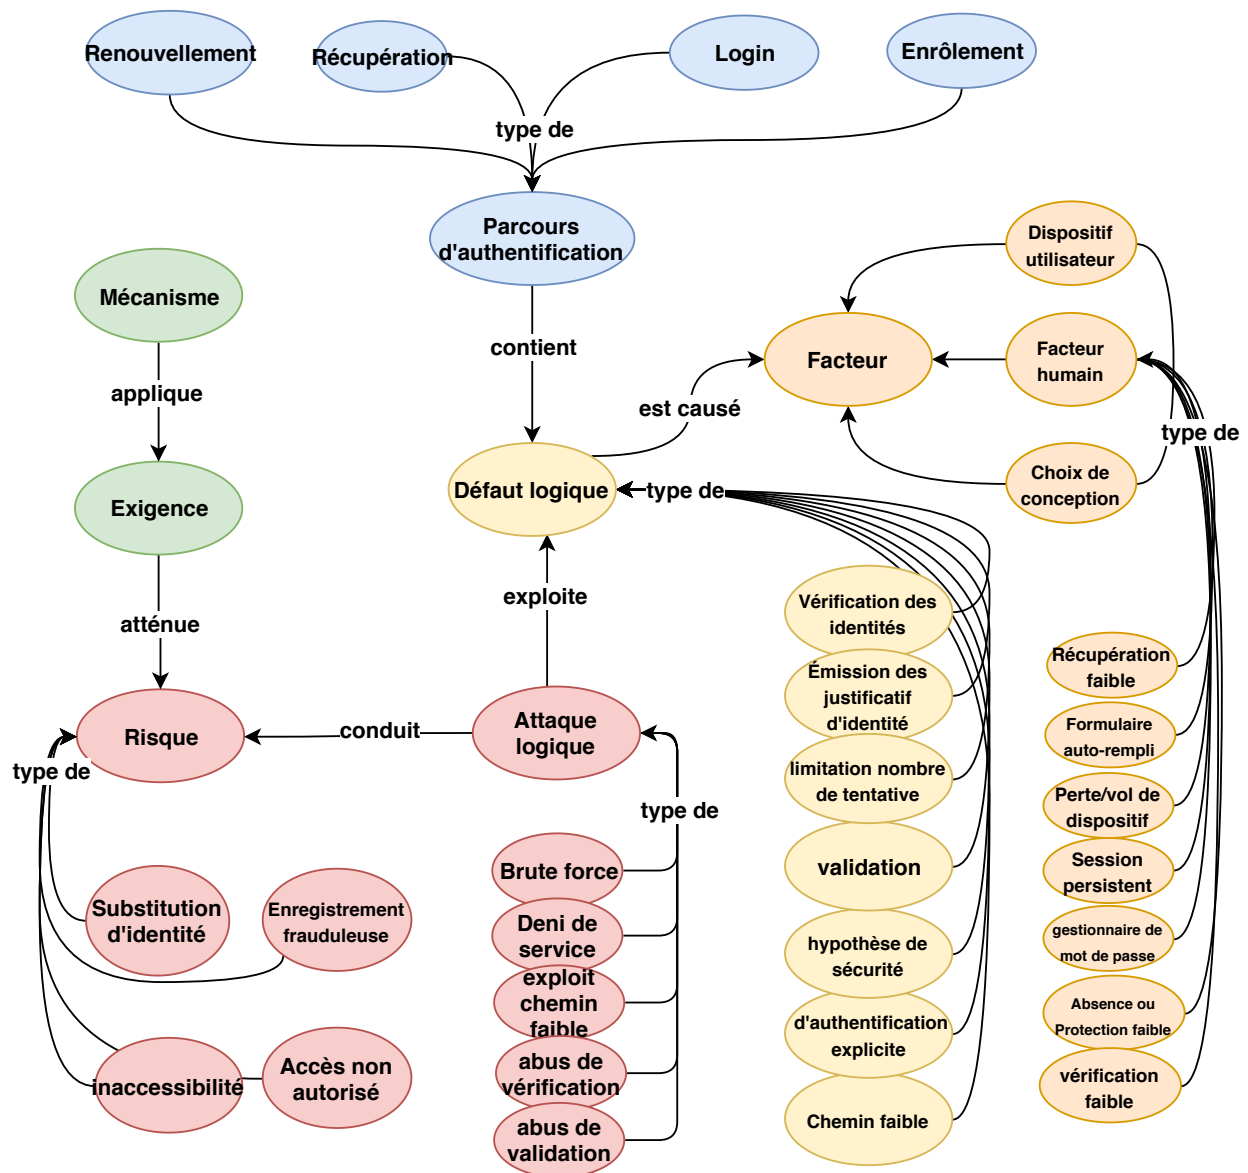 Renouvellement
Récupération
Login
Enrôlement
type de
Parcours
d'authentification
Dispositif
utilisateur
Mécanisme
contient
Facteur
Facteur
humain
applique
est causé
type de
Exigence
Défaut logique
type de
Choix de
conception
exploite
atténue
Vérification des
identités
Récupération
faible
Émission des
justificatif
d'identité
Risque
conduit
Attaque
logique
Formulaire
auto-rempli
type de
limitation nombre
de tentative
type de
Perte/vol de
dispositif
Brute force
validation
Session
persistent
Substitution
d'identité
Enregistrement
frauduleuse
Deni de
service
hypothèse de
sécurité
gestionnaire de
mot de passe
exploit
chemin
faible
Absence ou
Protection faible
d'authentification
explicite
inaccessibilité
Accès non
autorisé
abus de
vérification
vérification
faible
abus de
validation
Chemin faible